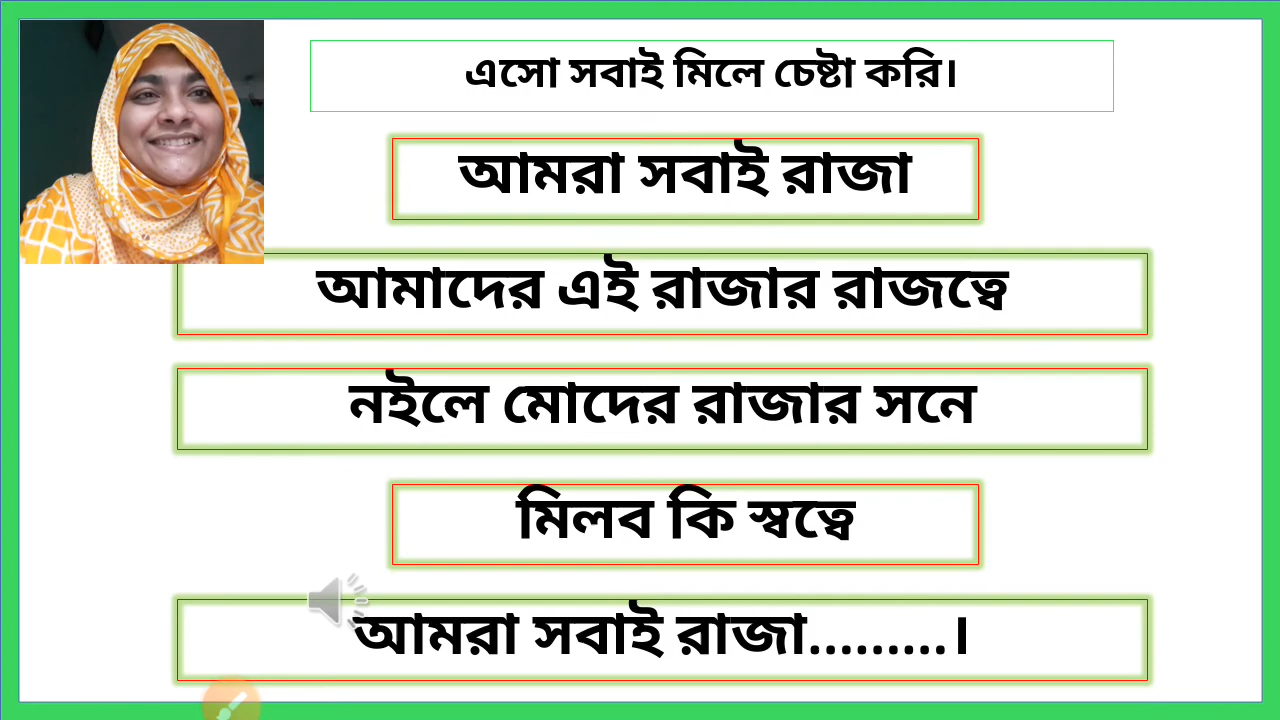 এসো সবাই মিলে চেষ্টা করি।
আমরা সবাই রাজা
আমাদের এই রাজার রাজত্বে
নইলে মোদের রাজার সনে
মিলব কি স্বত্বে
আমরা সবাই রাজা.........।